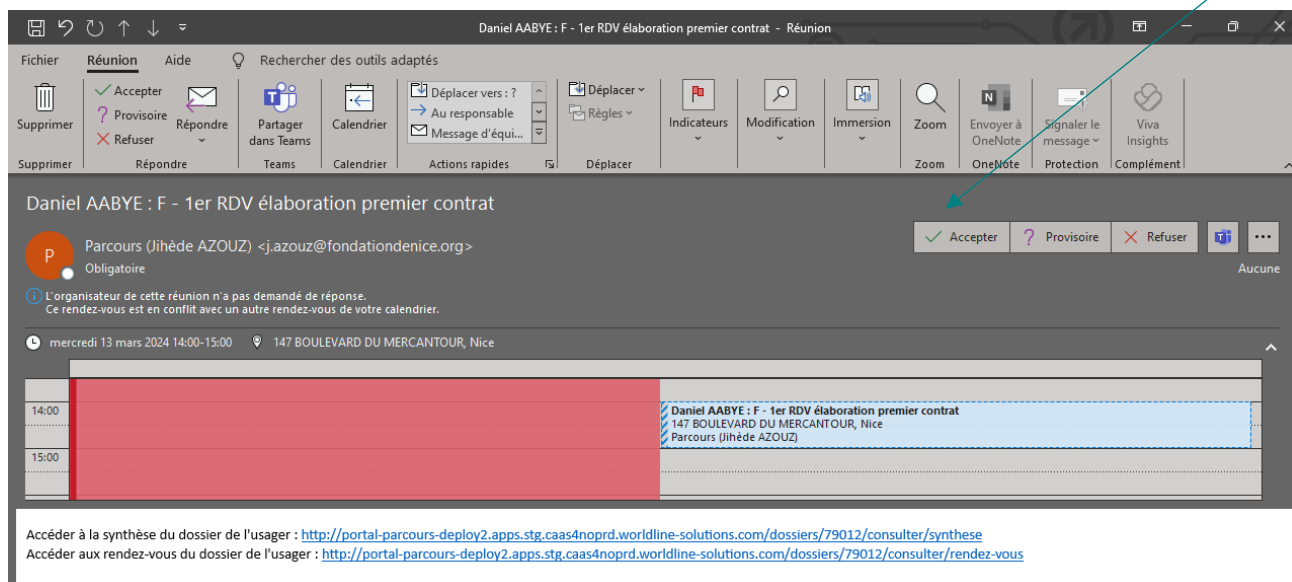 Daniel AABYE : F - 1er RDV élaboration premier contrat - Réunion
Fichier Réunion Aide Rechercher des outils adaptés
Supprimer
Accepter
Provisoire
Refuser
Répondre
Partager dans Teams
Calendrier
Déplacer vers : ?
Au responsable
Message d'équi...
Déplacer
Règles
Indicateurs
Modification
Immersion
Zoom
Envoyer à OneNote
Signaler le message
Viva Insights
Supprimer Répondre Teams Calendrier Actions rapides Déplacer Zoom OneNote Protection Complément
Daniel AABYE : F - 1er RDV élaboration premier contrat
P
Parcours (Jihède AZOUZ) <j.azouz@fondationdenice.org>
Obligatoire
Accepter ? Provisoire Refuser ...
Aucune
L'organisateur de cette réunion n'a pas demandé de réponse.
Ce rendez-vous est en conflit avec un autre rendez-vous de votre calendrier.
mercredi 13 mars 2024 14:00-15:00 147 BOULEVARD DU MERCANTOUR, Nice
14:00
Daniel AABYE : F - 1er RDV élaboration premier contrat
147 BOULEVARD DU MERCANTOUR, Nice
Parcours (Jihède AZOUZ)
15:00
Accéder à la synthèse du dossier de l'usager : http://portal-parcours-deploy2.apps.stg.caas4noprd.worldline-solutions.com/dossiers/79012/consulter/synthese
Accéder aux rendez-vous du dossier de l'usager : http://portal-parcours-deploy2.apps.stg.caas4noprd.worldline-solutions.com/dossiers/79012/consulter/rendez-vous